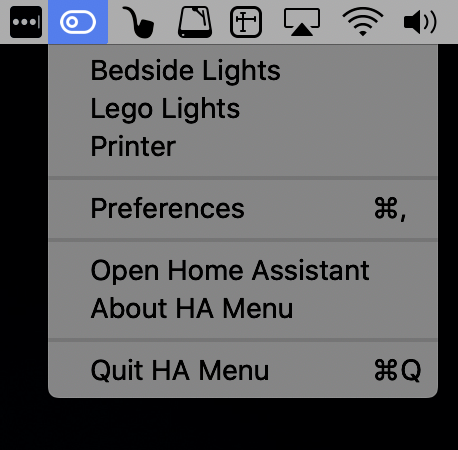 Bedside Lights
Lego Lights
Printer
Preferences ⌘,
Open Home Assistant
About HA Menu
Quit HA Menu ⌘Q